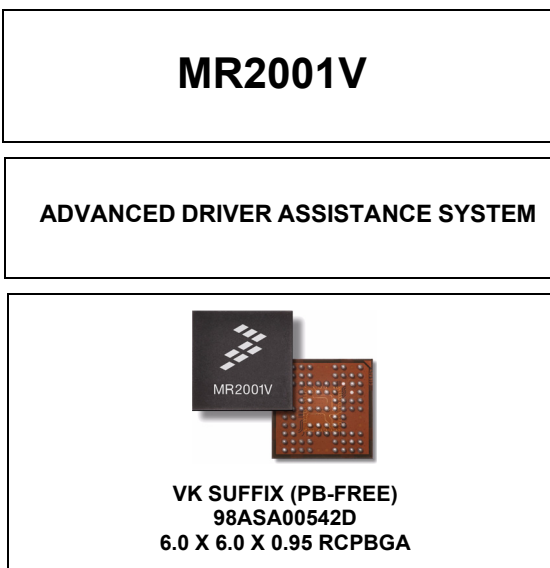 MR2001V
ADVANCED DRIVER ASSISTANCE SYSTEM
MR2001V
VK SUFFIX (PB-FREE)
98ASA00542D
6.0 X 6.0 X 0.95 RCPBGA